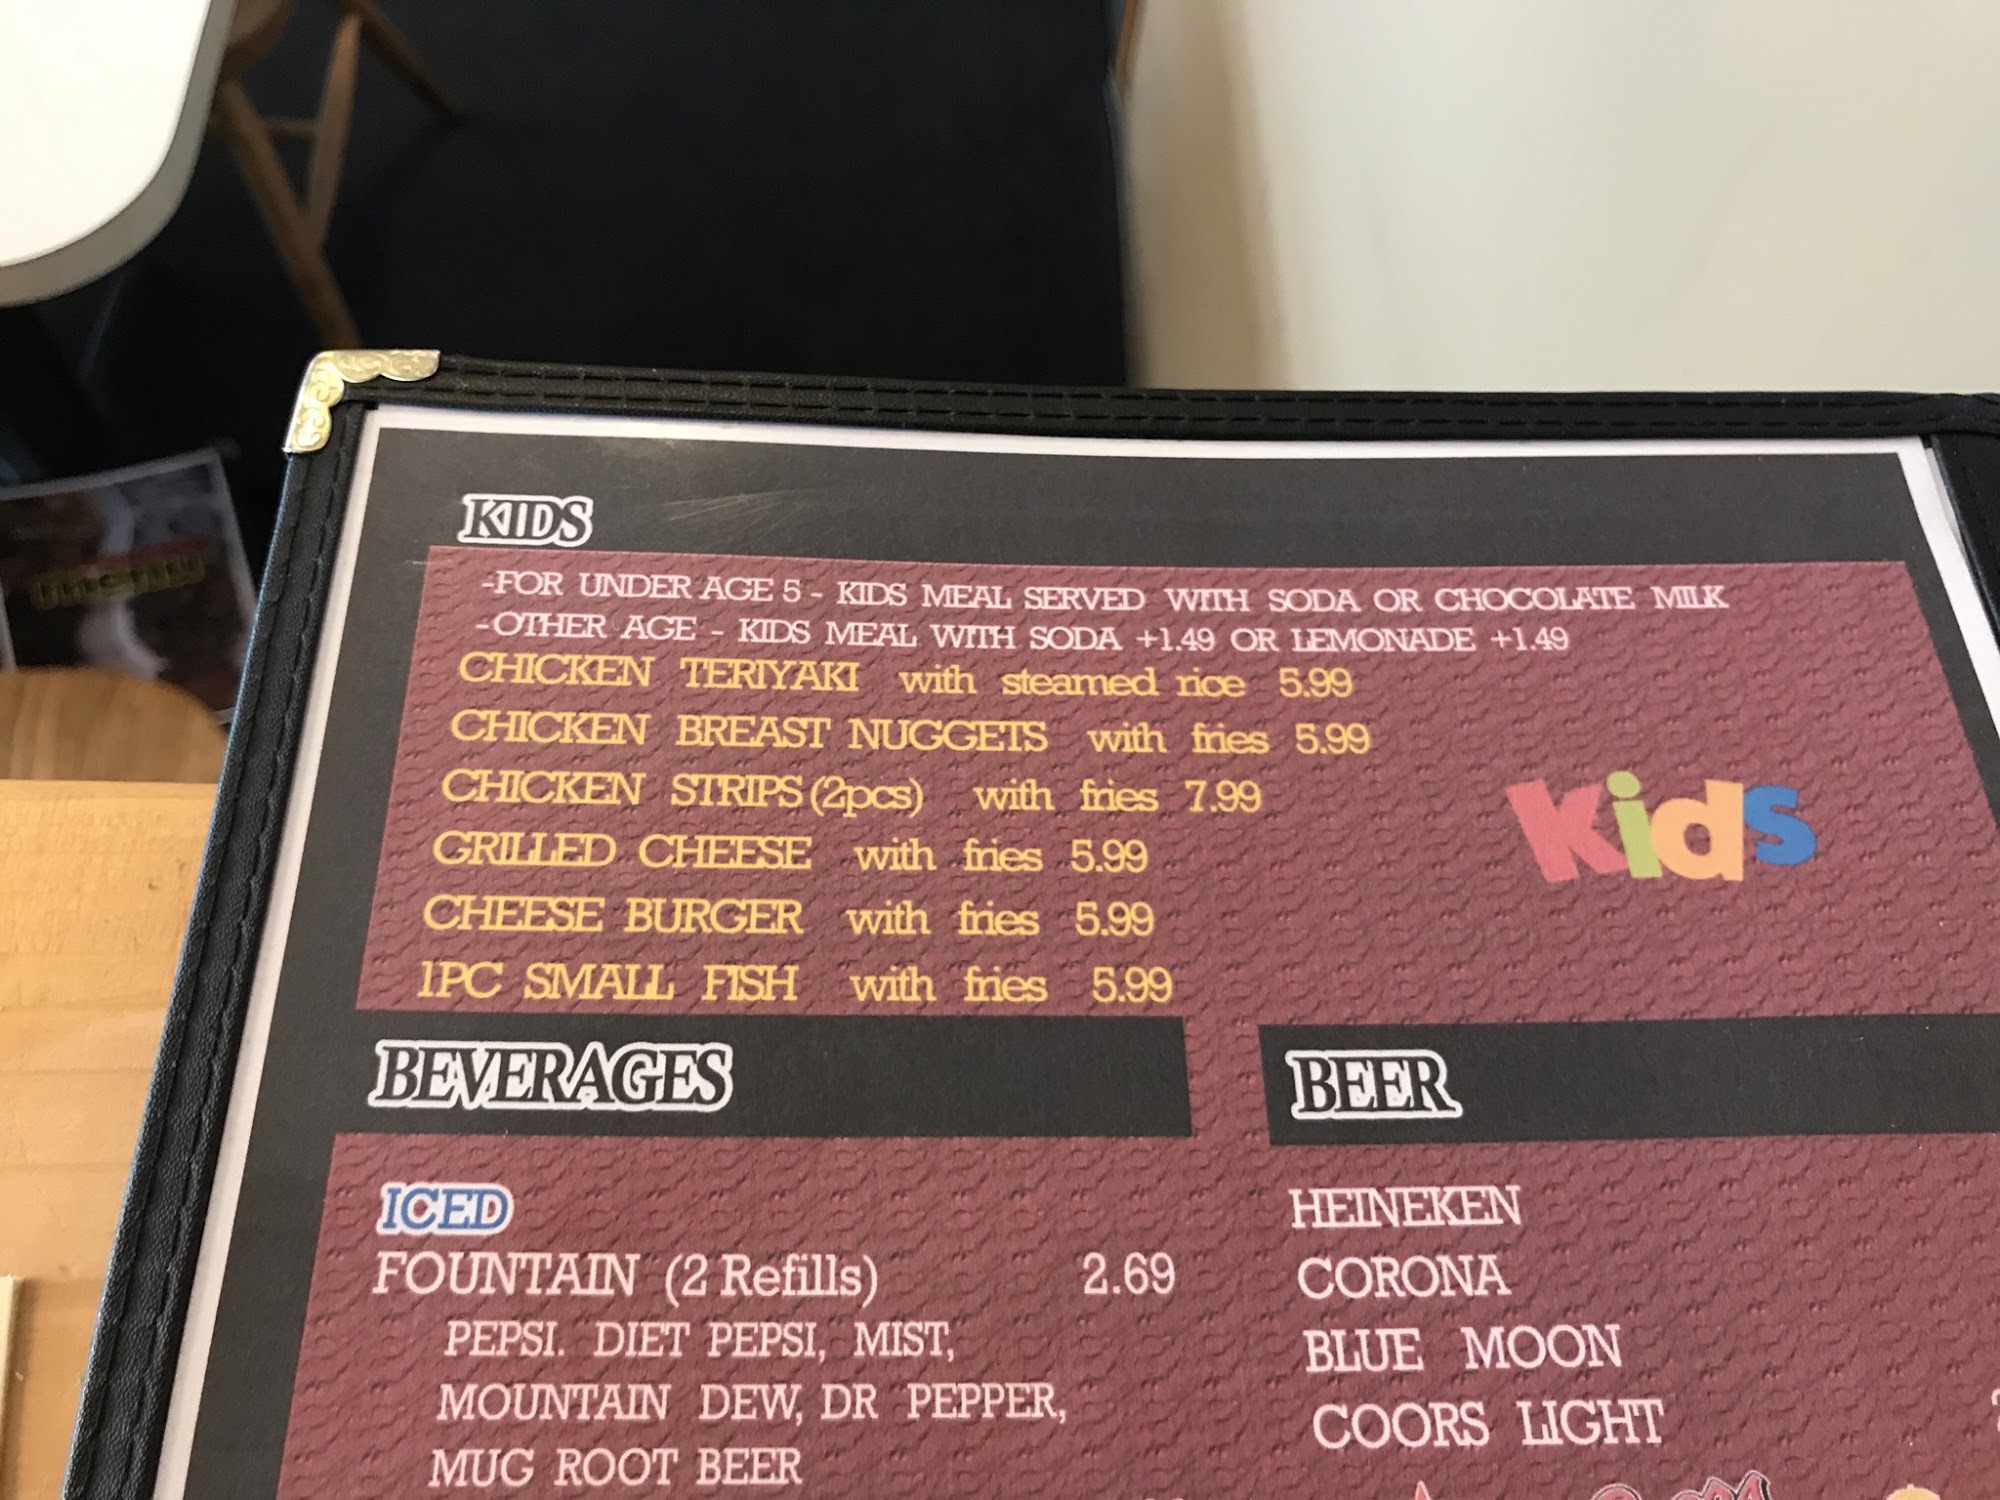 KIDS
-FOR UNDER AGE 5 - KIDS MEAL SERVED WITH SODA OR CHOCOLATE MILK
-OTHER AGE - KIDS MEAL WITH SODA +1.49 OR LEMONADE +1.49
CHICKEN TERIYAKI with steamed rice 5.99
CHICKEN BREAST NUGGETS with fries 5.99
CHICKEN STRIPS (2pcs) with fries 7.99
GRILLED CHEESE with fries 5.99
CHEESE BURGER with fries 5.99
1PC SMALL FISH with fries 5.99
Kids
BEVERAGES
ICED
FOUNTAIN (2 Refills) 2.69
PEPSI. DIET PEPSI, MIST,
MOUNTAIN DEW, DR PEPPER,
MUG ROOT BEER
BEER
HEINEKEN
CORONA
BLUE MOON
COORS LIGHT
menu